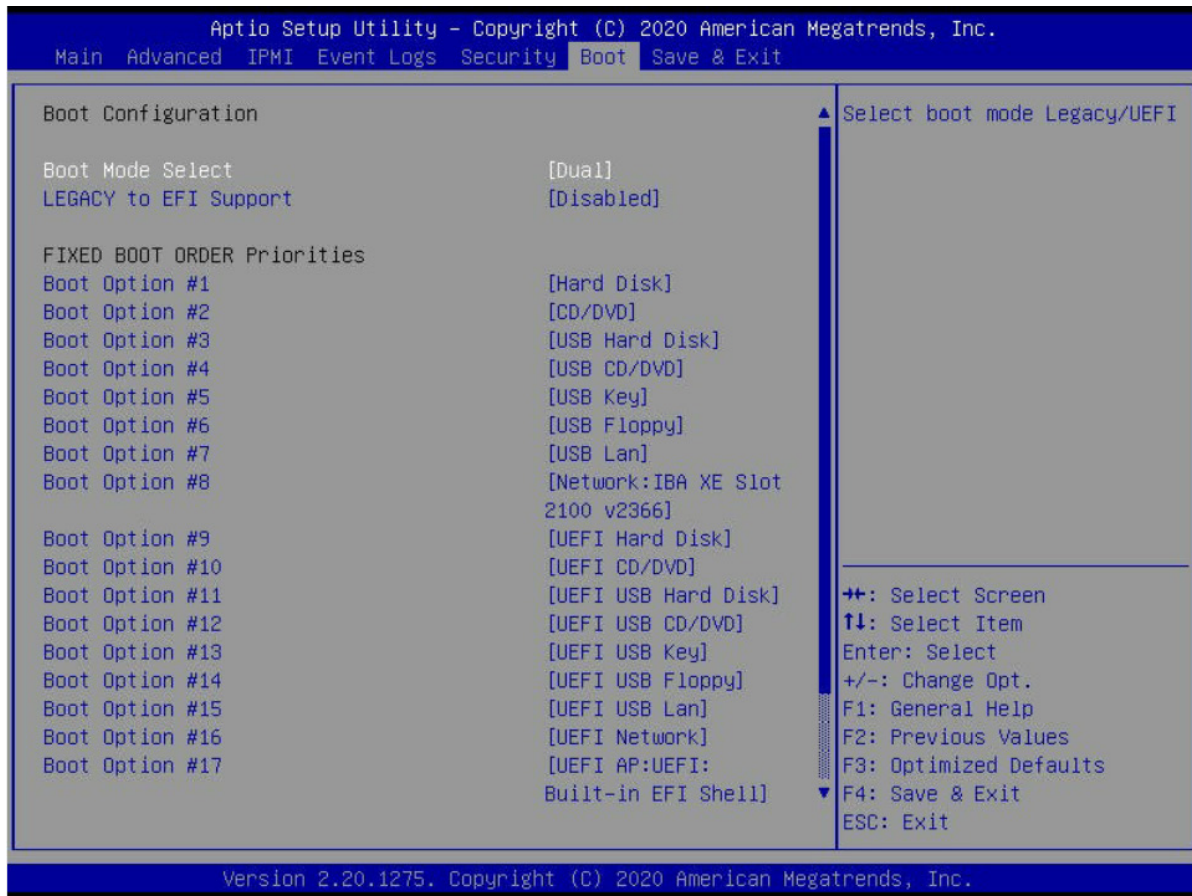 Aptio Setup Utility – Copyright (C) 2020 American Megatrends, Inc.
Main Advanced IPMI Event Logs Security Boot Save & Exit
Boot Configuration
Boot Mode Select [Dual]
LEGACY to EFI Support [Disabled]
FIXED BOOT ORDER Priorities
Boot Option #1 [Hard Disk]
Boot Option #2 [CD/DVD]
Boot Option #3 [USB Hard Disk]
Boot Option #4 [USB CD/DVD]
Boot Option #5 [USB Key]
Boot Option #6 [USB Floppy]
Boot Option #7 [USB Lan]
Boot Option #8 [Network:IBA XE Slot
2100 v2366]
Boot Option #9 [UEFI Hard Disk]
Boot Option #10 [UEFI CD/DVD]
Boot Option #11 [UEFI USB Hard Disk]
Boot Option #12 [UEFI USB CD/DVD]
Boot Option #13 [UEFI USB Key]
Boot Option #14 [UEFI USB Floppy]
Boot Option #15 [UEFI USB Lan]
Boot Option #16 [UEFI Network]
Boot Option #17 [UEFI AP:UEFI:
Built-in EFI Shell]
Select boot mode Legacy/UEFI
→←: Select Screen
↑↓: Select Item
Enter: Select
+/-: Change Opt.
F1: General Help
F2: Previous Values
F3: Optimized Defaults
F4: Save & Exit
ESC: Exit
Version 2.20.1275. Copyright (C) 2020 American Megatrends, Inc.